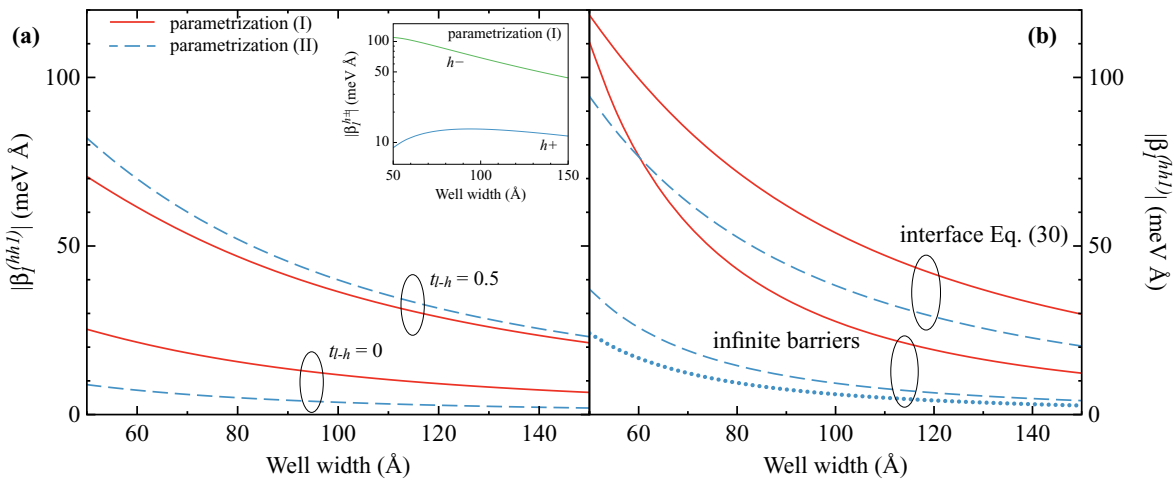 (a)
parametrization (I)
parametrization (II)
parametrization (I)
h−
h+
100
50
10
|β_l^{h±}| (meV Å)
50
100
150
Well width (Å)
t_{l-h} = 0.5
t_{l-h} = 0
100
50
0
|β_l^{(hh1)}| (meV Å)
60
80
100
120
140
Well width (Å)
(b)
interface Eq. (30)
infinite barriers
100
50
0
|β_l^{(hh1)}| (meV Å)
60
80
100
120
140
Well width (Å)